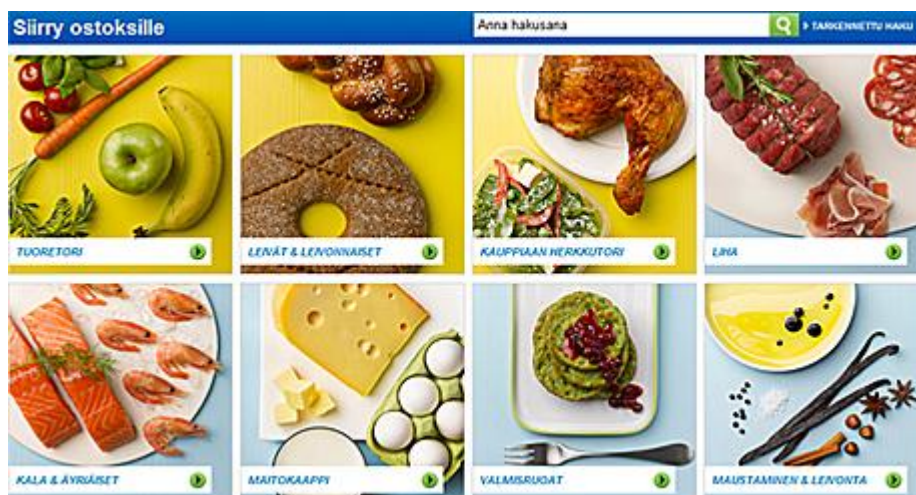 Siirry ostoksille
Anna hakusana
TARKENNETTU HAKU
TUORETORI
LEIVÄT & LEIVONNAISET
KAUPPIAAN HERKKUTORI
LIHA
KALA & ÄYRIÄISET
MAITOKAAPPI
VALMISRUOAT
MAUSTAMINEN & LEIVONTA